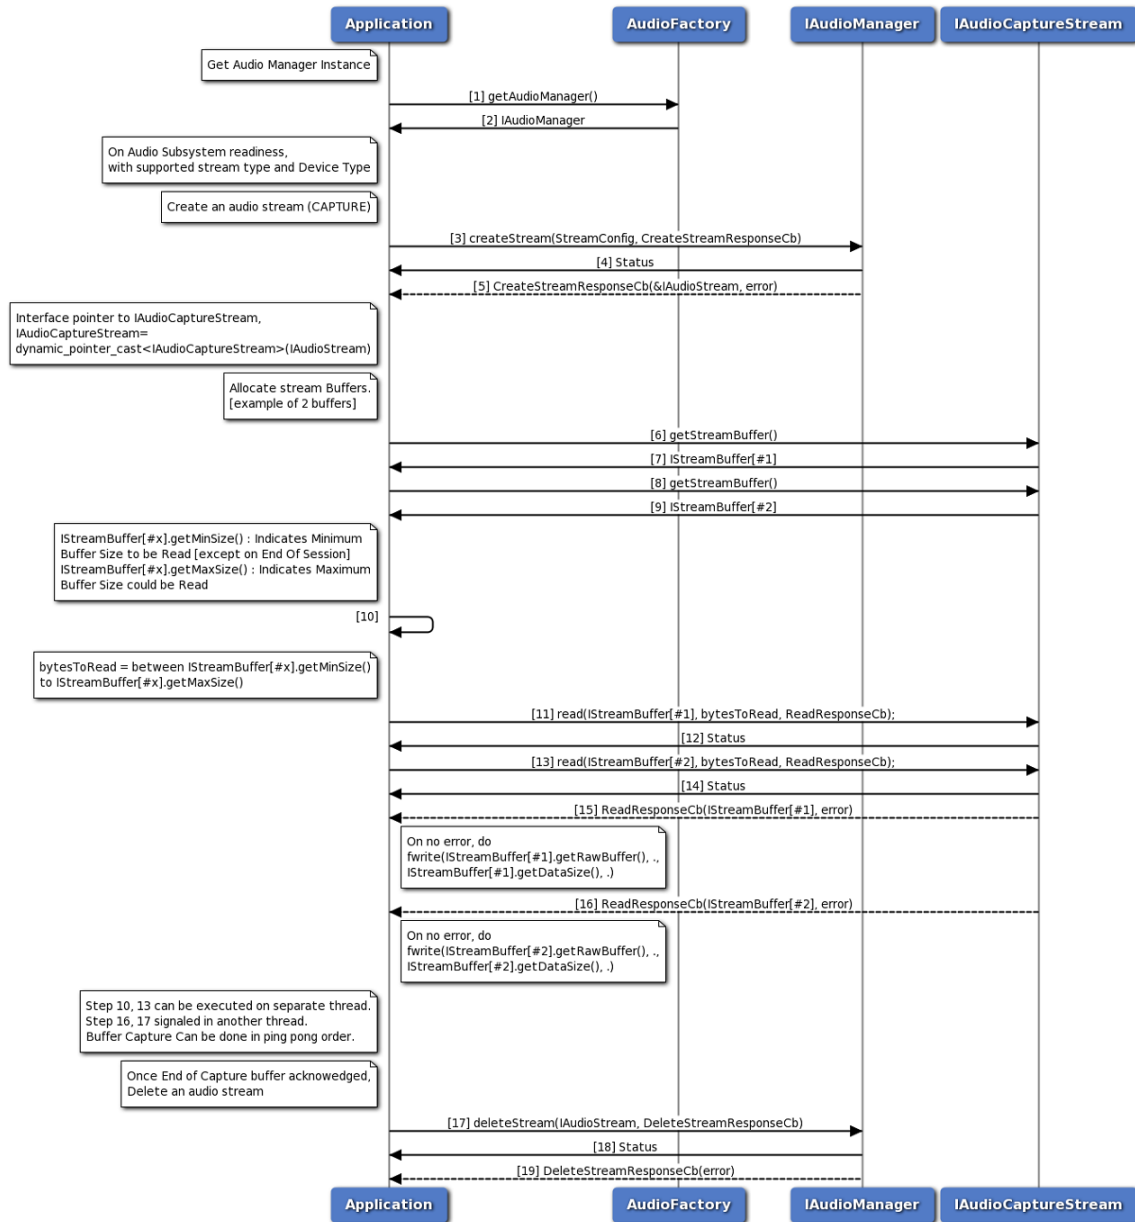 Application
AudioFactory
IAudioManager
IAudioCaptureStream
Get Audio Manager Instance
[1] getAudioManager()
[2] IAudioManager
On Audio Subsystem readiness,
with supported stream type and Device Type
Create an audio stream (CAPTURE)
[3] createStream(StreamConfig, CreateStreamResponseCb)
[4] Status
[5] CreateStreamResponseCb(&IAudioStream, error)
Interface pointer to IAudioCaptureStream,
IAudioCaptureStream=
dynamic_pointer_cast<IAudioCaptureStream>(IAudioStream)
Allocate stream Buffers.
[example of 2 buffers]
[6] getStreamBuffer()
[7] IStreamBuffer[#1]
[8] getStreamBuffer()
[9] IStreamBuffer[#2]
IStreamBuffer[#x].getMinSize() : Indicates Minimum
Buffer Size to be Read [except on End Of Session]
IStreamBuffer[#x].getMaxSize() : Indicates Maximum
Buffer Size could be Read
[10]
bytesToRead = between IStreamBuffer[#x].getMinSize()
to IStreamBuffer[#x].getMaxSize()
[11] read(IStreamBuffer[#1], bytesToRead, ReadResponseCb);
[12] Status
[13] read(IStreamBuffer[#2], bytesToRead, ReadResponseCb);
[14] Status
[15] ReadResponseCb(IStreamBuffer[#1], error)
On no error, do
fwrite(IStreamBuffer[#1].getRawBuffer(), .,
IStreamBuffer[#1].getDataSize(), .)
[16] ReadResponseCb(IStreamBuffer[#2], error)
On no error, do
fwrite(IStreamBuffer[#2].getRawBuffer(), .,
IStreamBuffer[#2].getDataSize(), .)
Step 10, 13 can be executed on separate thread.
Step 16, 17 signaled in another thread.
Buffer Capture Can be done in ping pong order.
Once End of Capture buffer acknowedged,
Delete an audio stream
[17] deleteStream(IAudioStream, DeleteStreamResponseCb)
[18] Status
[19] DeleteStreamResponseCb(error)
Application
AudioFactory
IAudioManager
IAudioCaptureStream